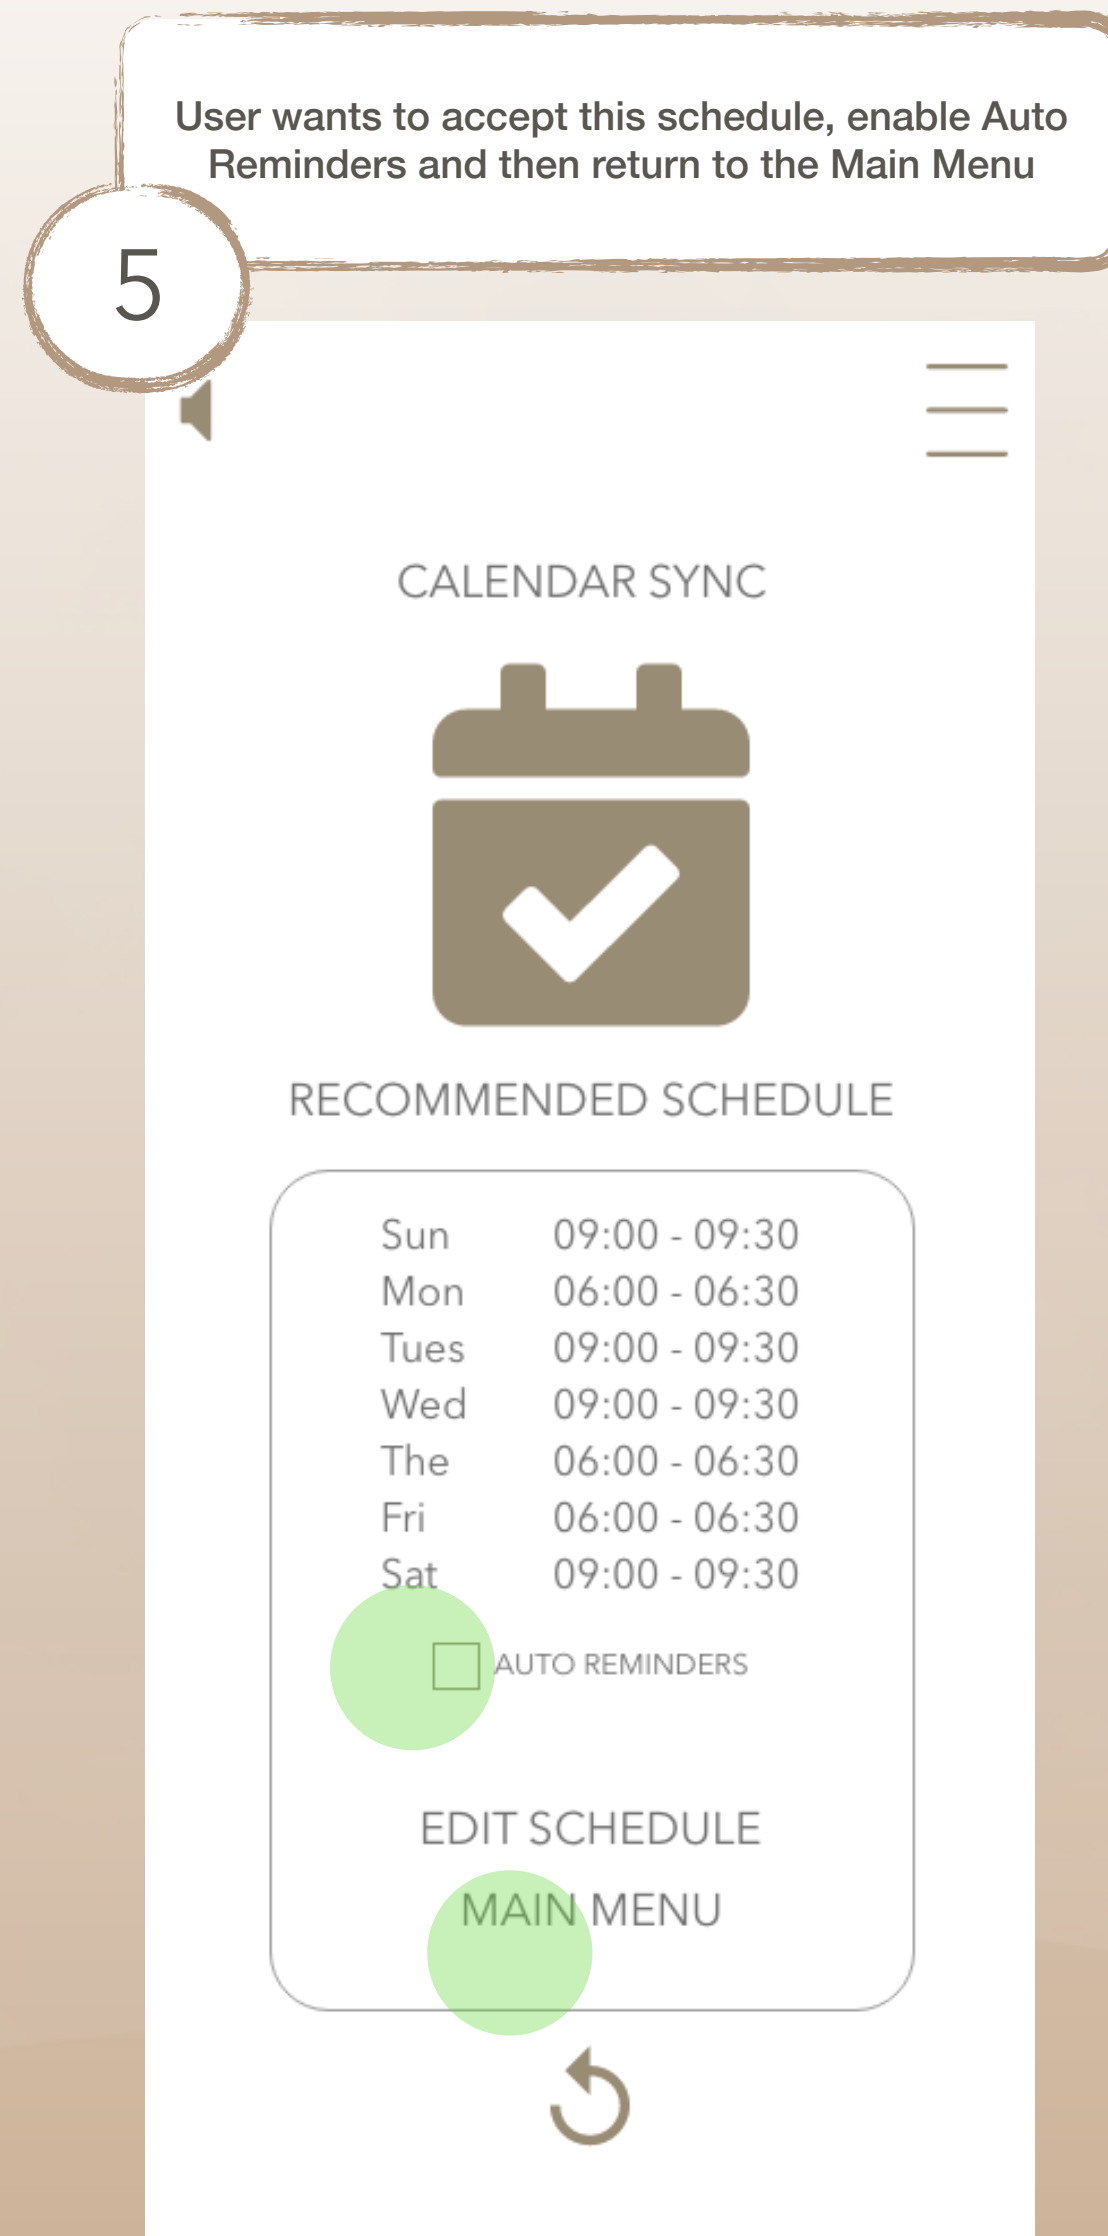 User wants to accept this schedule, enable Auto
Reminders and then return to the Main Menu
5
CALENDAR SYNC
RECOMMENDED SCHEDULE
Sun 09:00 - 09:30
Mon 06:00 - 06:30
Tues 09:00 - 09:30
Wed 09:00 - 09:30
The 06:00 - 06:30
Fri 06:00 - 06:30
Sat 09:00 - 09:30
AUTO REMINDERS
EDIT SCHEDULE
MAIN MENU